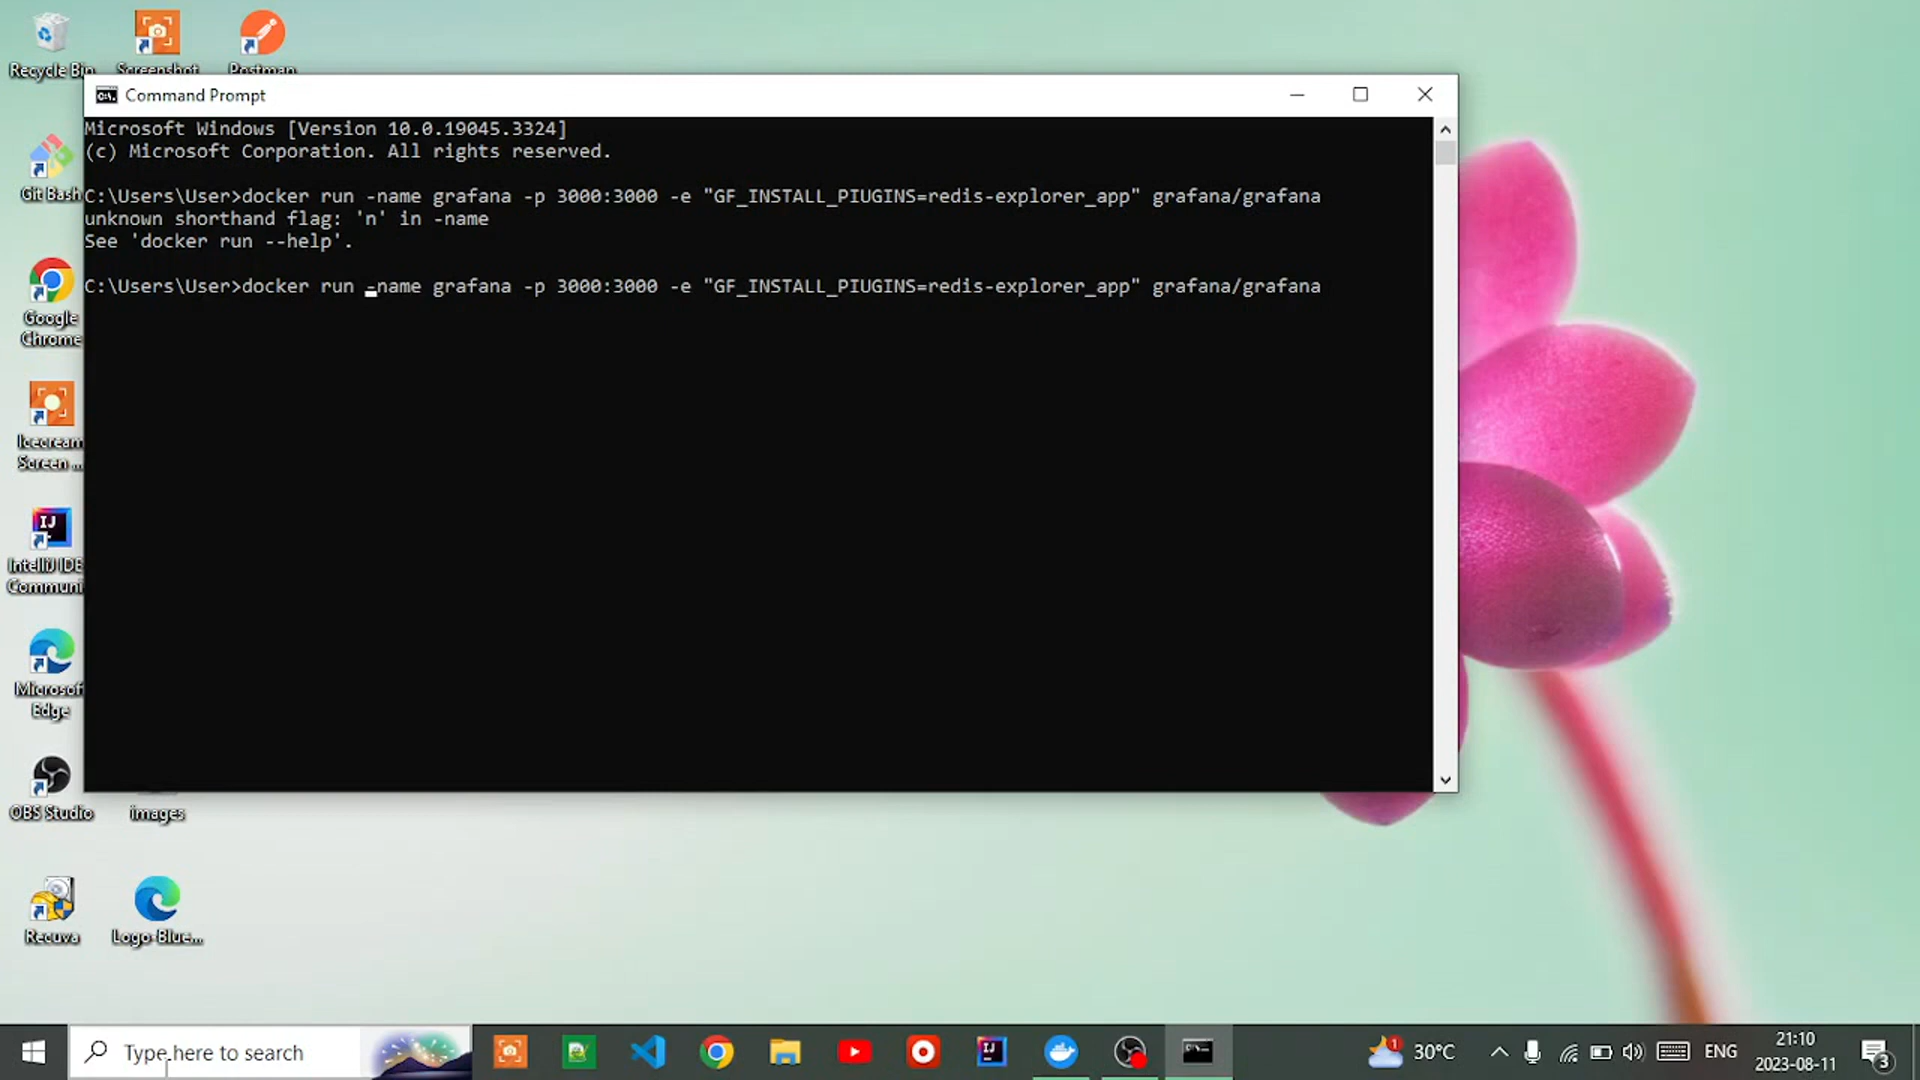 Recycle Bin
Screenshot
Postman
Command Prompt
Microsoft Windows [Version 10.0.19045.3324]
(c) Microsoft Corporation. All rights reserved.
C:\Users\User>docker run -name grafana -p 3000:3000 -e "GF_INSTALL_PIUGINS=redis-explorer_app" grafana/grafana
unknown shorthand flag: 'n' in -name
See 'docker run --help'.
C:\Users\User>docker run -name grafana -p 3000:3000 -e "GF_INSTALL_PIUGINS=redis-explorer_app" grafana/grafana
Git Bash
Google
Chrome
Icecream
Screen ...
IJ
IntelliJ IDE
Communi
Microsoft
Edge
OBS Studio
images
Recuva
Logo-Blue...
Type here to search
IJ
1
30°C
ENG
21:10
2023-08-11
3